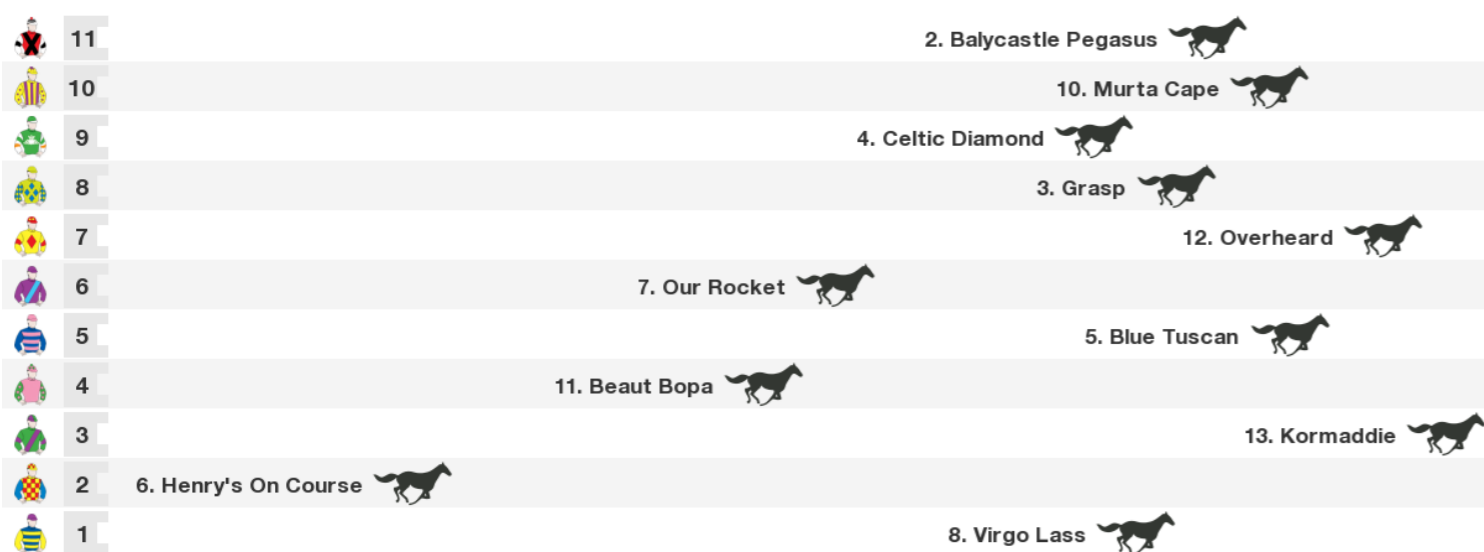 11 2. Balycastle Pegasus
10 10. Murta Cape
9 4. Celtic Diamond
8 3. Grasp
7 12. Overheard
6 7. Our Rocket
5 5. Blue Tuscan
4 11. Beaut Bopa
3 13. Kormaddie
2 6. Henry's On Course
1 8. Virgo Lass